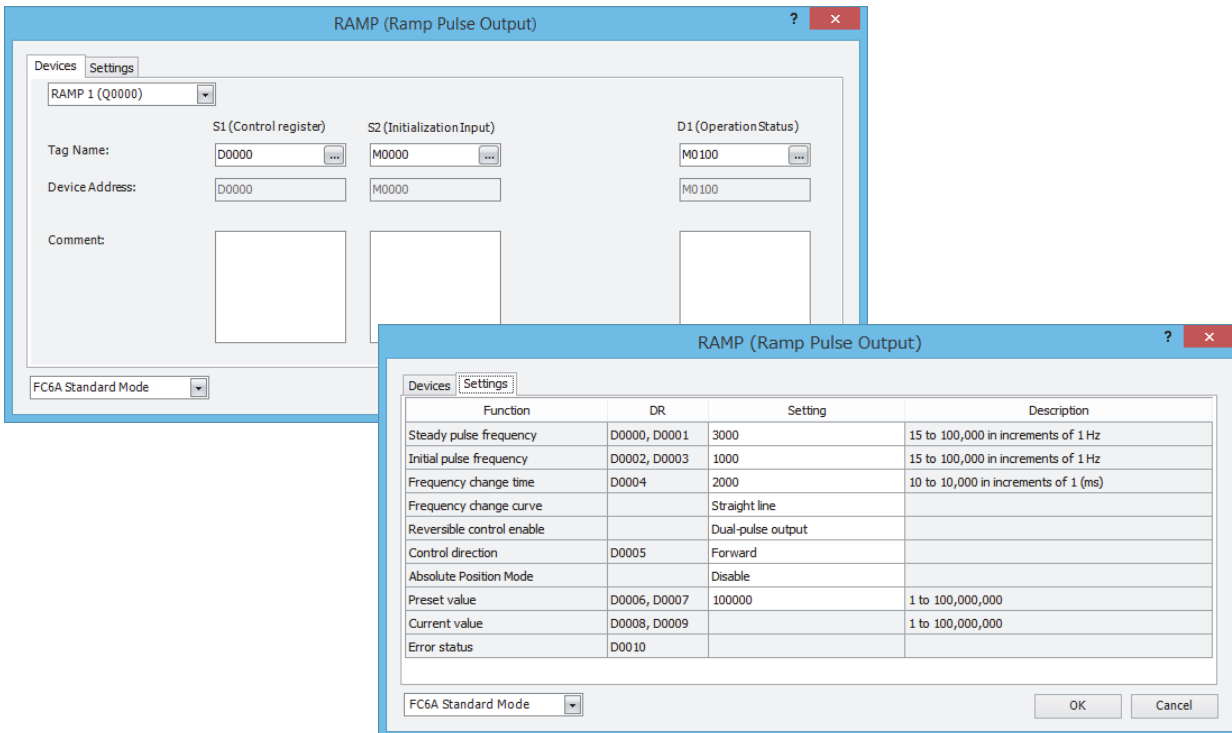 RAMP (Ramp Pulse Output)
?
Devices Settings
RAMP 1 (Q0000)
S1 (Control register) S2 (Initialization Input) D1 (Operation Status)
Tag Name: D0000 ... M0000 ... M0100 ...
Device Address: D0000 M0000 M0100
Comment:
FC6A Standard Mode
RAMP (Ramp Pulse Output)
?
Devices Settings
Function DR Setting Description
Steady pulse frequency D0000, D0001 3000 15 to 100,000 in increments of 1 Hz
Initial pulse frequency D0002, D0003 1000 15 to 100,000 in increments of 1 Hz
Frequency change time D0004 2000 10 to 10,000 in increments of 1 (ms)
Frequency change curve Straight line
Reversible control enable Dual-pulse output
Control direction D0005 Forward
Absolute Position Mode Disable
Preset value D0006, D0007 100000 1 to 100,000,000
Current value D0008, D0009 1 to 100,000,000
Error status D0010
FC6A Standard Mode OK Cancel